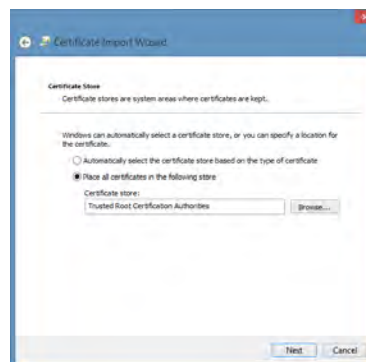 Certificate Import Wizard
Certificate Store
Certificate stores are system areas where certificates are kept.
Windows can automatically select a certificate store, or you can specify a location for
the certificate.
Automatically select the certificate store based on the type of certificate
Place all certificates in the following store
Certificate store:
Trusted Root Certification Authorities
Browse...
Next
Cancel